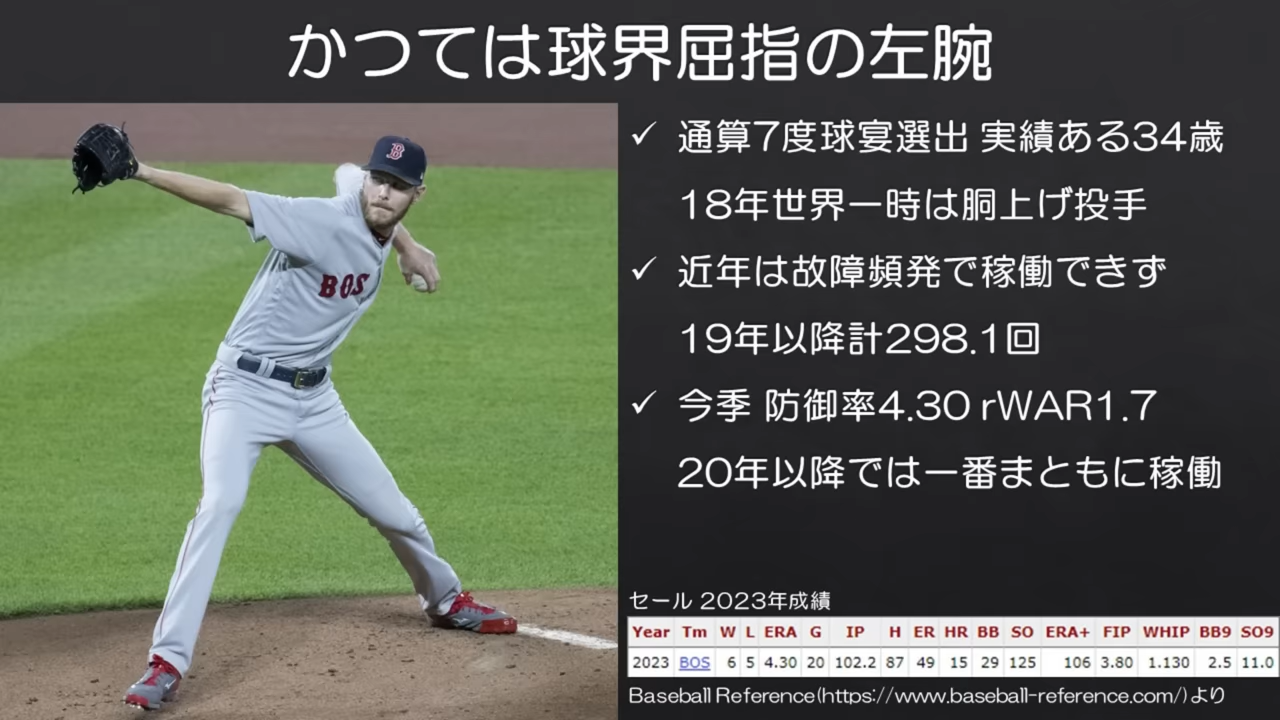 かつては球界屈指の左腕
✓ 通算7度球宴選出 実績ある34歳
18年世界一時は胴上げ投手
✓ 近年は故障頻発で稼働できず
19年以降計298.1回
✓ 今季 防御率4.30 rWAR1.7
20年以降では一番まともに稼働
B
BOS
セール 2023年成績
Year Tm W L ERA G IP H ER HR BB SO ERA+ FIP WHIP BB9 SO9
2023 BOS 6 5 4.30 20 102.2 87 49 15 29 125 106 3.80 1.130 2.5 11.0
Baseball Reference(https://www.baseball-reference.com/)より